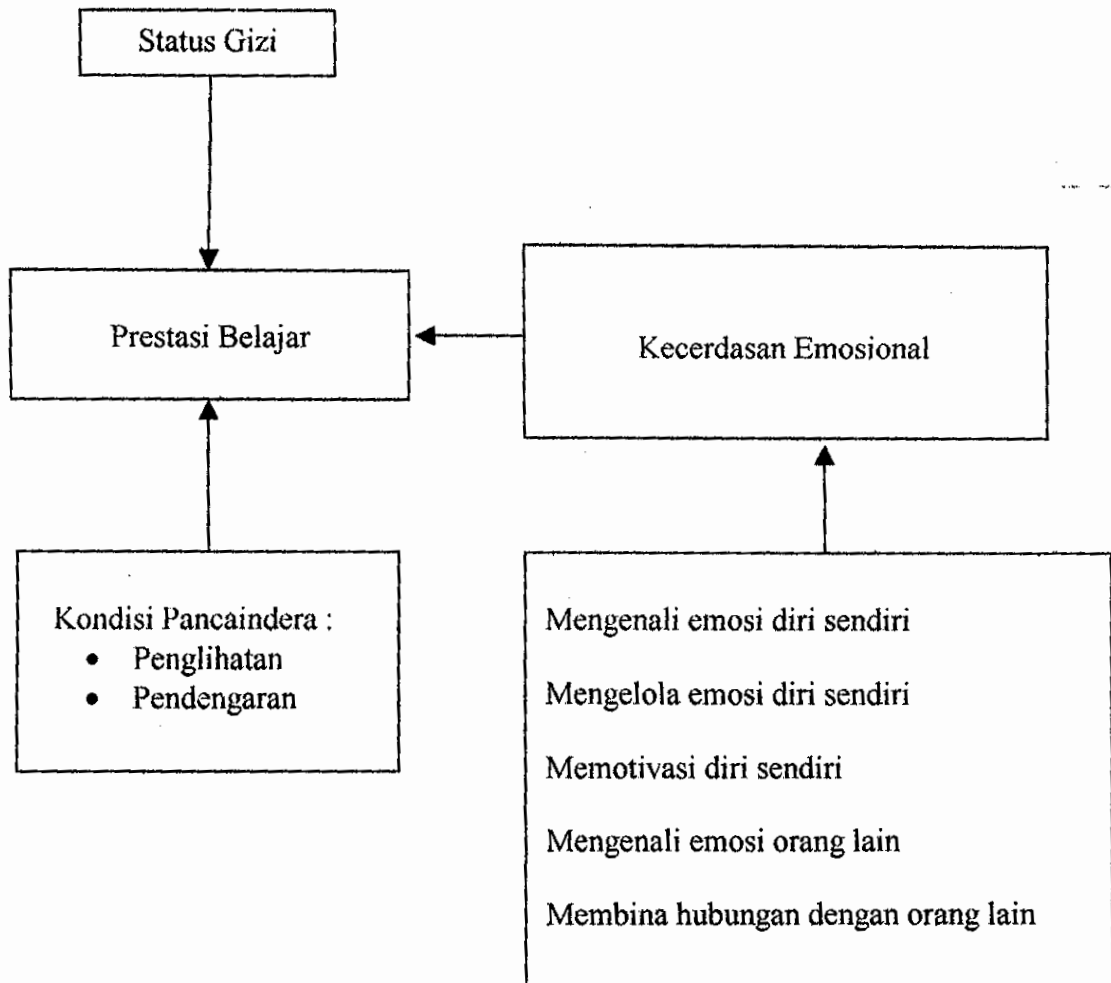 Status Gizi
Prestasi Belajar
Kecerdasan Emosional
Kondisi Pancaindera :
• Penglihatan
• Pendengaran
Mengenali emosi diri sendiri
Mengelola emosi diri sendiri
Memotivasi diri sendiri
Mengenali emosi orang lain
Membina hubungan dengan orang lain